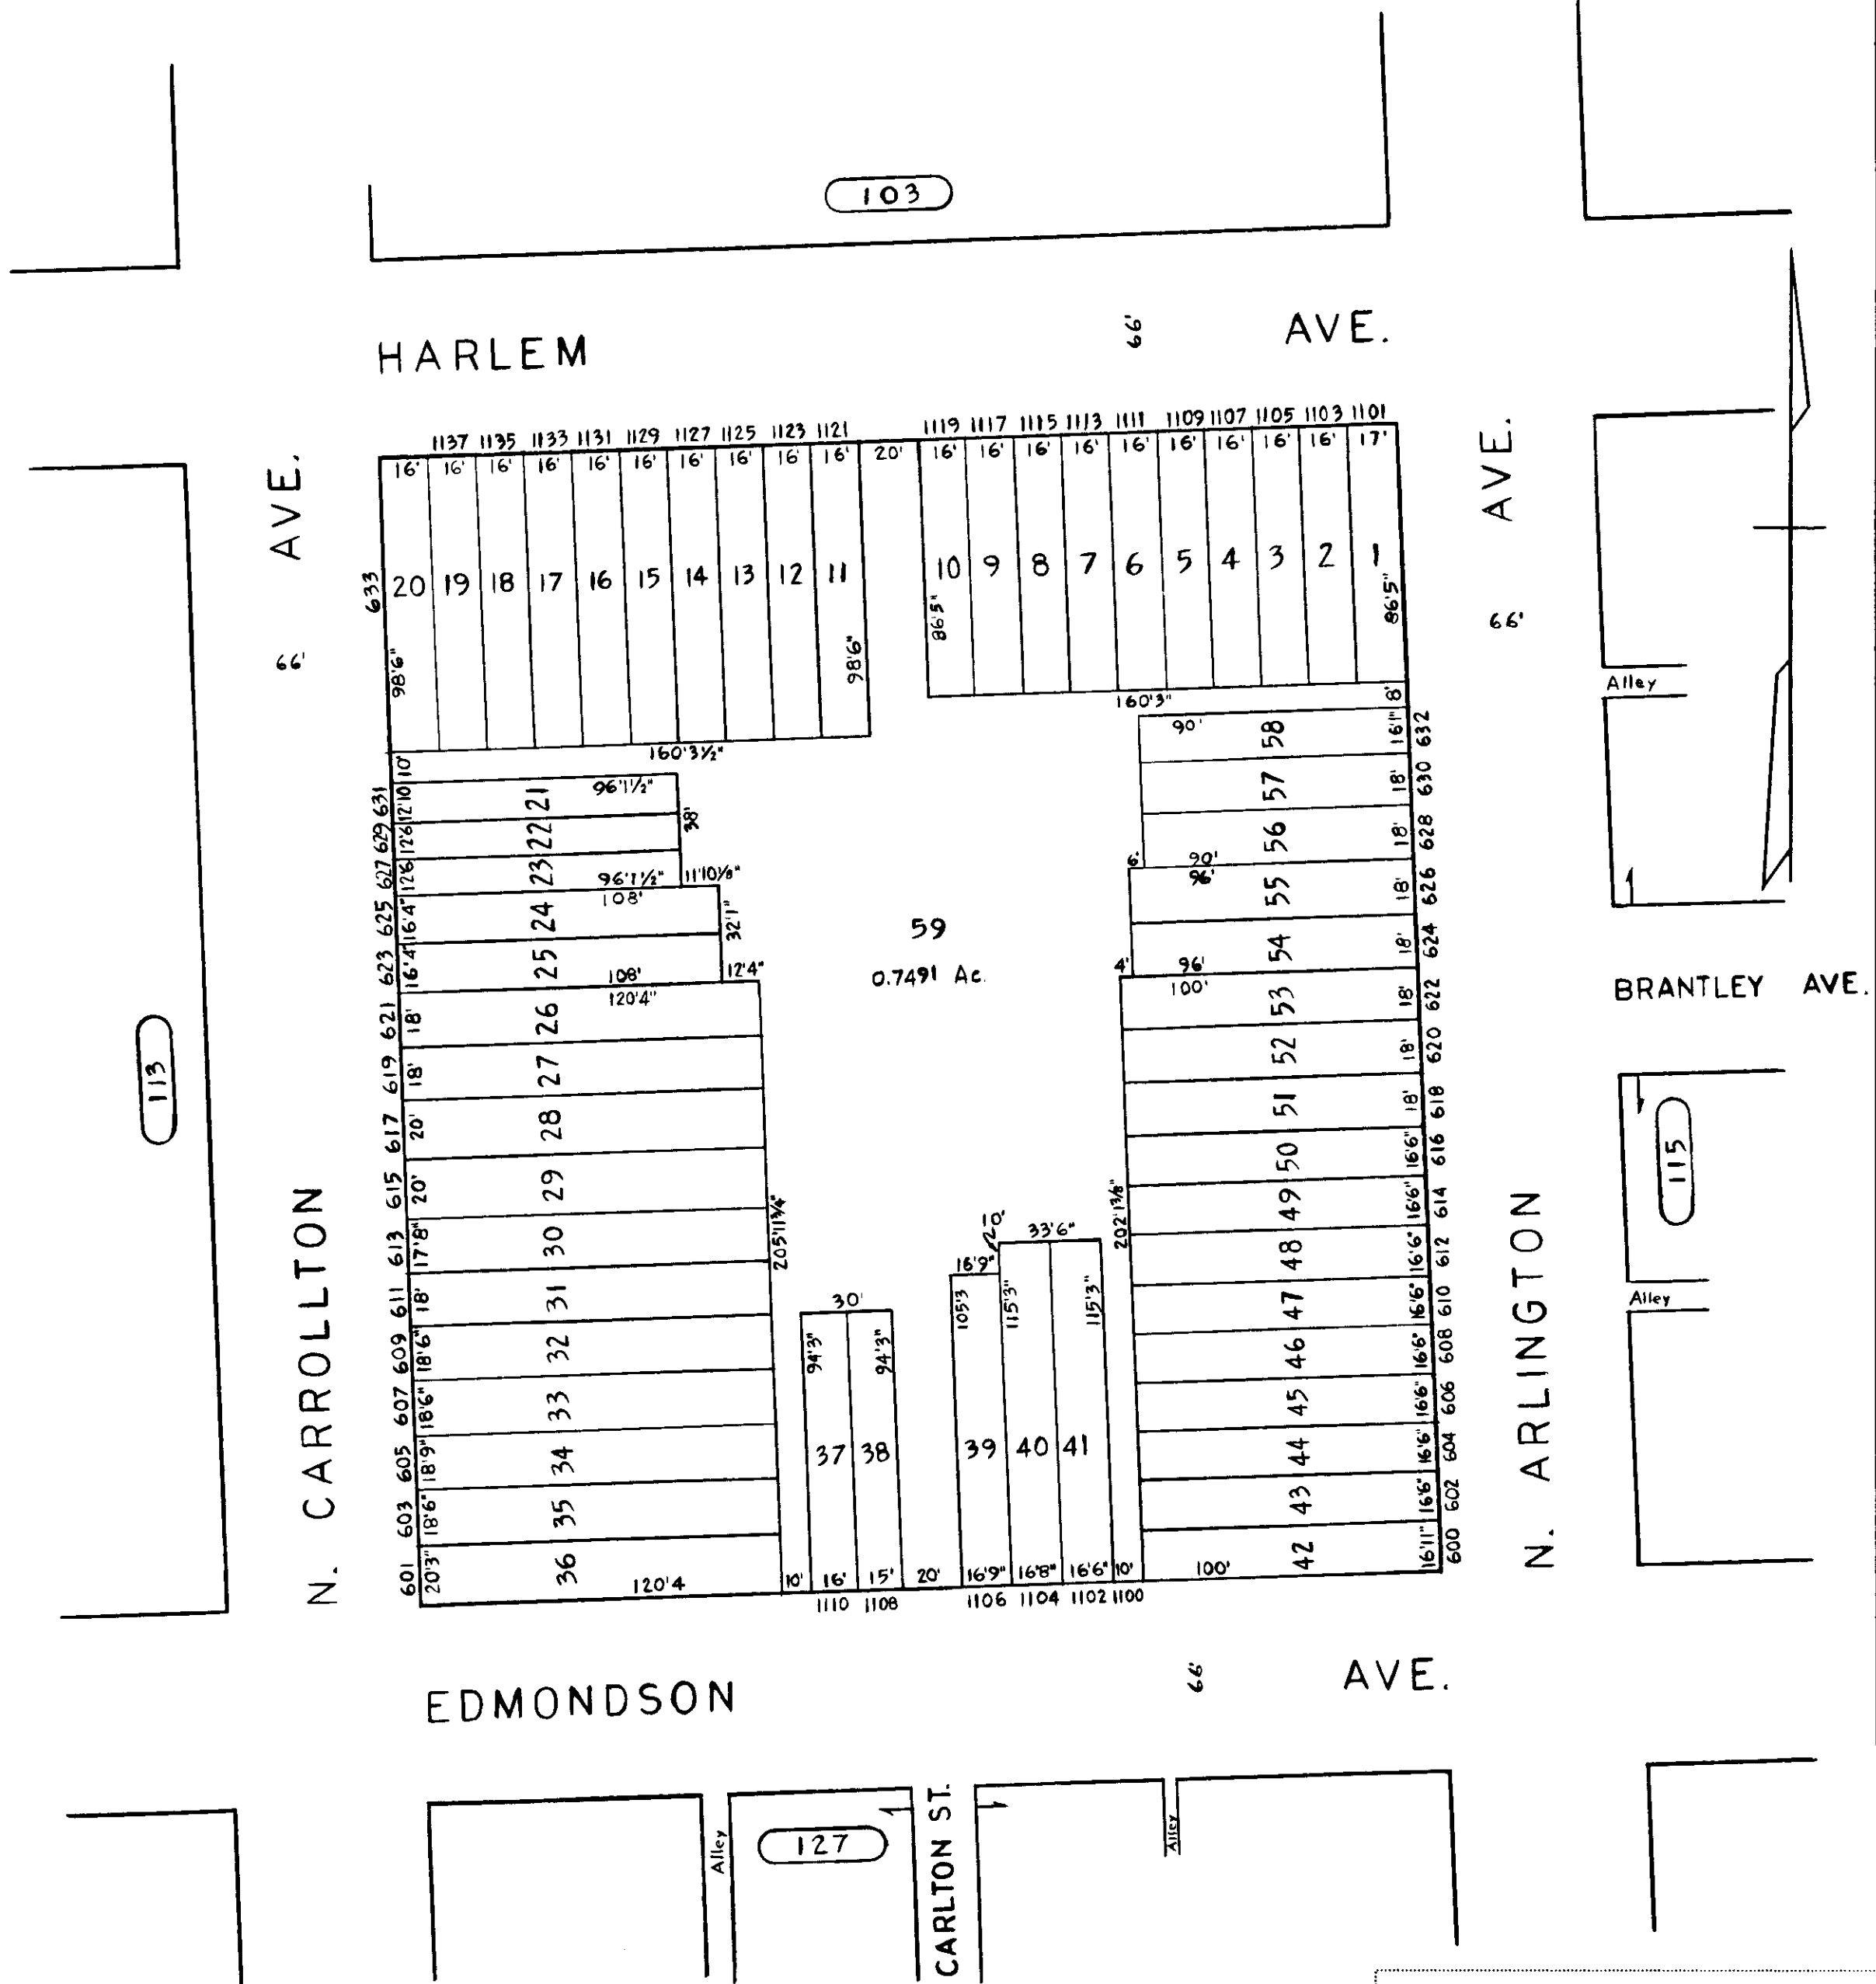 103
HARLEM AVE.
66'
1137 1135 1133 1131 1129 1127 1125 1123 1121 1119 1117 1115 1113 1111 1109 1107 1105 1103 1101
16' 16' 16' 16' 16' 16' 16' 16' 16' 16' 20' 16' 16' 16' 16' 16' 16' 16' 16' 16' 17'
20 19 18 17 16 15 14 13 12 11 10 9 8 7 6 5 4 3 2 1
633
98'6"
98'6"
86'5"
86'5"
160'3½"
160'3"
10'
8'
N. CARROLLTON AVE.
66'
113
631 12'10 21 96'1½"
629 12'6 22 38'
627 12'6 23 96'1½" 11'10⅛"
625 16'4" 24 108' 32'1"
623 16'4" 25 108' 12'4"
621 18' 26 120'4"
619 18' 27
617 20' 28
615 20' 29
613 17'8" 30 205'11¾"
611 18' 31
609 18'6" 32
607 18'6" 33
605 18'9" 34
603 18'6" 35
601 20'3" 36 120'4
59
0.7491 Ac.
90' 58 16'1" 632
57 18' 630
6' 90' 56 18' 628
96' 55 18' 626
4' 96' 54 18' 624
100' 53 18' 622
52 18' 620
51 18' 618
50 16'6" 616
202'1⅜" 49 16'6" 614
48 16'6" 612
47 16'6" 610
46 16'6" 608
45 16'6" 606
44 16'6" 604
43 16'6" 602
100' 42 16'11" 600
30'
94'3" 94'3"
16'9" 33'6"
105'3 115'3" 115'3"
37 38 39 40 41
10' 16' 15' 20' 16'9" 16'8" 16'6" 10'
1110 1108 1106 1104 1102 1100
N. ARLINGTON AVE.
66'
Alley
BRANTLEY AVE.
115
Alley
EDMONDSON AVE.
66'
Alley
127
CARLTON ST.
Alley